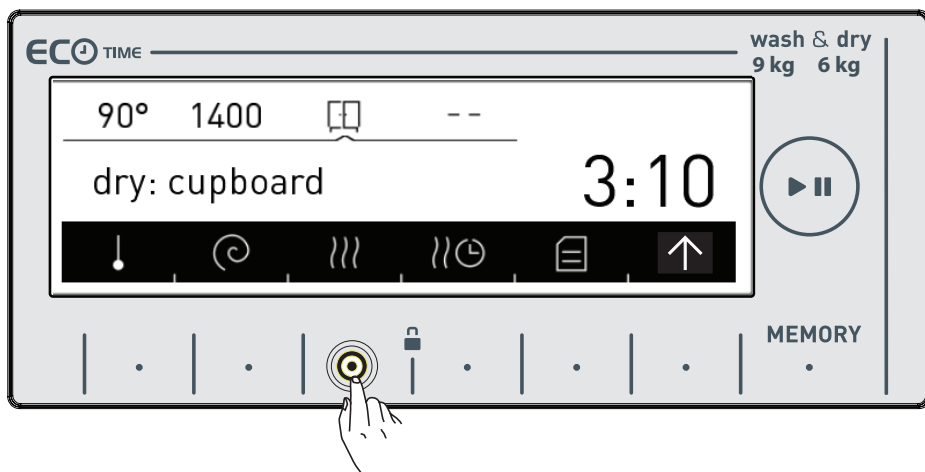 ECO TIME
wash & dry
9 kg 6 kg
90° 1400 --
dry: cupboard
3:10
MEMORY